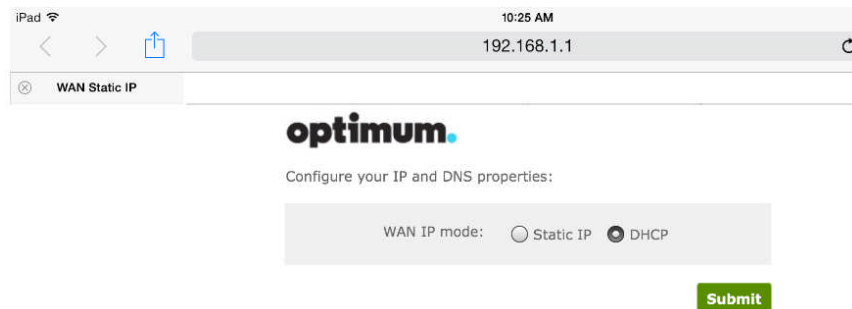 iPad 10:25 AM
192.168.1.1
WAN Static IP
optimum.
Configure your IP and DNS properties:
WAN IP mode: Static IP DHCP
Submit